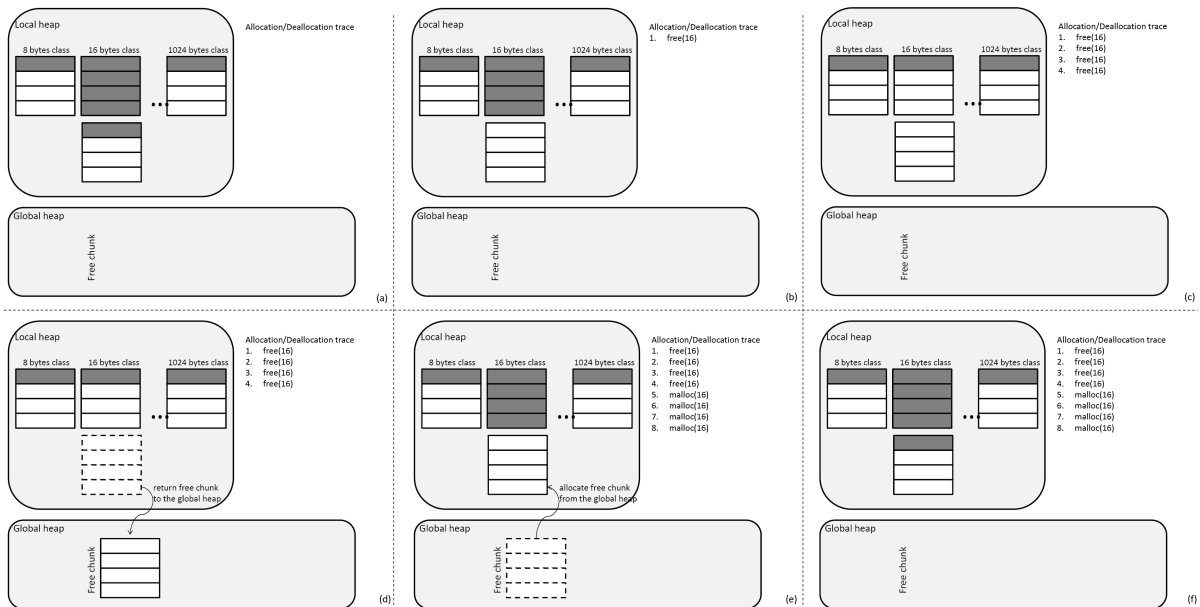 Local heap
Allocation/Deallocation trace
8 bytes class 16 bytes class 1024 bytes class
...
Global heap
Free chunk
(a)
Local heap
Allocation/Deallocation trace
1. free(16)
8 bytes class 16 bytes class 1024 bytes class
...
Global heap
Free chunk
(b)
Local heap
Allocation/Deallocation trace
1. free(16)
2. free(16)
3. free(16)
4. free(16)
8 bytes class 16 bytes class 1024 bytes class
...
Global heap
Free chunk
(c)
Local heap
Allocation/Deallocation trace
1. free(16)
2. free(16)
3. free(16)
4. free(16)
8 bytes class 16 bytes class 1024 bytes class
...
return free chunk
to the global heap
Global heap
Free chunk
(d)
Local heap
Allocation/Deallocation trace
1. free(16)
2. free(16)
3. free(16)
4. free(16)
5. malloc(16)
6. malloc(16)
7. malloc(16)
8. malloc(16)
8 bytes class 16 bytes class 1024 bytes class
...
allocate free chunk
from the global heap
Global heap
Free chunk
(e)
Local heap
Allocation/Deallocation trace
1. free(16)
2. free(16)
3. free(16)
4. free(16)
5. malloc(16)
6. malloc(16)
7. malloc(16)
8. malloc(16)
8 bytes class 16 bytes class 1024 bytes class
...
Global heap
Free chunk
(f)